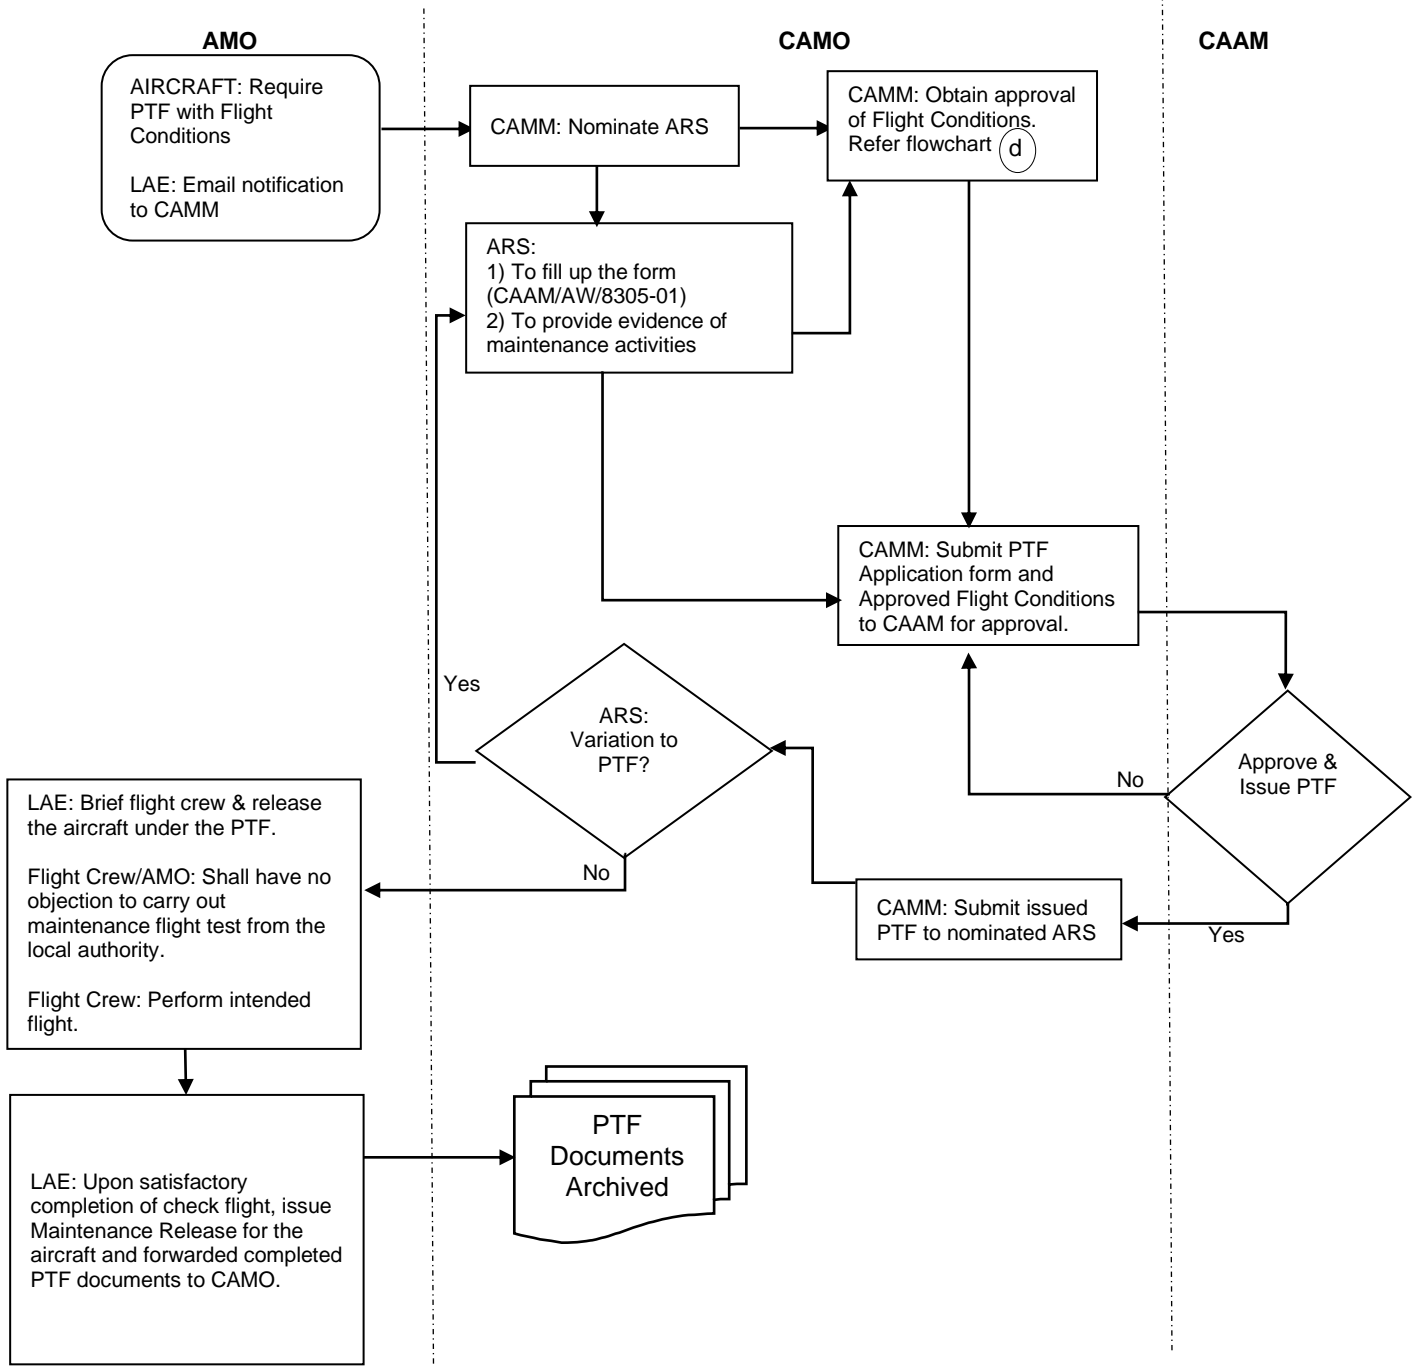 AMO
CAMO
CAAM
AIRCRAFT: Require
PTF with Flight
Conditions
LAE: Email notification
to CAMM
CAMM: Nominate ARS
CAMM: Obtain approval
of Flight Conditions.
Refer flowchart d
ARS:
1) To fill up the form
(CAAM/AW/8305-01)
2) To provide evidence of
maintenance activities
CAMM: Submit PTF
Application form and
Approved Flight Conditions
to CAAM for approval.
Approve &
Issue PTF
No
Yes
CAMM: Submit issued
PTF to nominated ARS
ARS:
Variation to
PTF?
Yes
No
LAE: Brief flight crew & release
the aircraft under the PTF.
Flight Crew/AMO: Shall have no
objection to carry out
maintenance flight test from the
local authority.
Flight Crew: Perform intended
flight.
LAE: Upon satisfactory
completion of check flight, issue
Maintenance Release for the
aircraft and forwarded completed
PTF documents to CAMO.
PTF
Documents
Archived